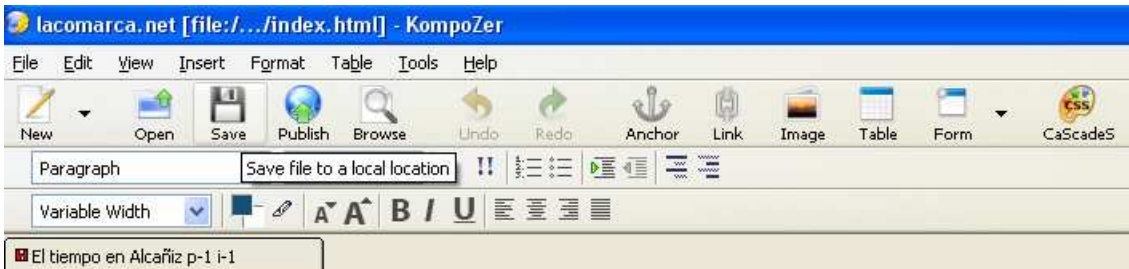 lacomarca.net [file:/.../index.html] - KompoZer
File Edit View Insert Format Table Tools Help
New Open Save Publish Browse Undo Redo Anchor Link Image Table Form CSS CaScadeS
Paragraph Save file to a local location !!
Variable Width A A B I U
El tiempo en Alcañiz p-1 i-1